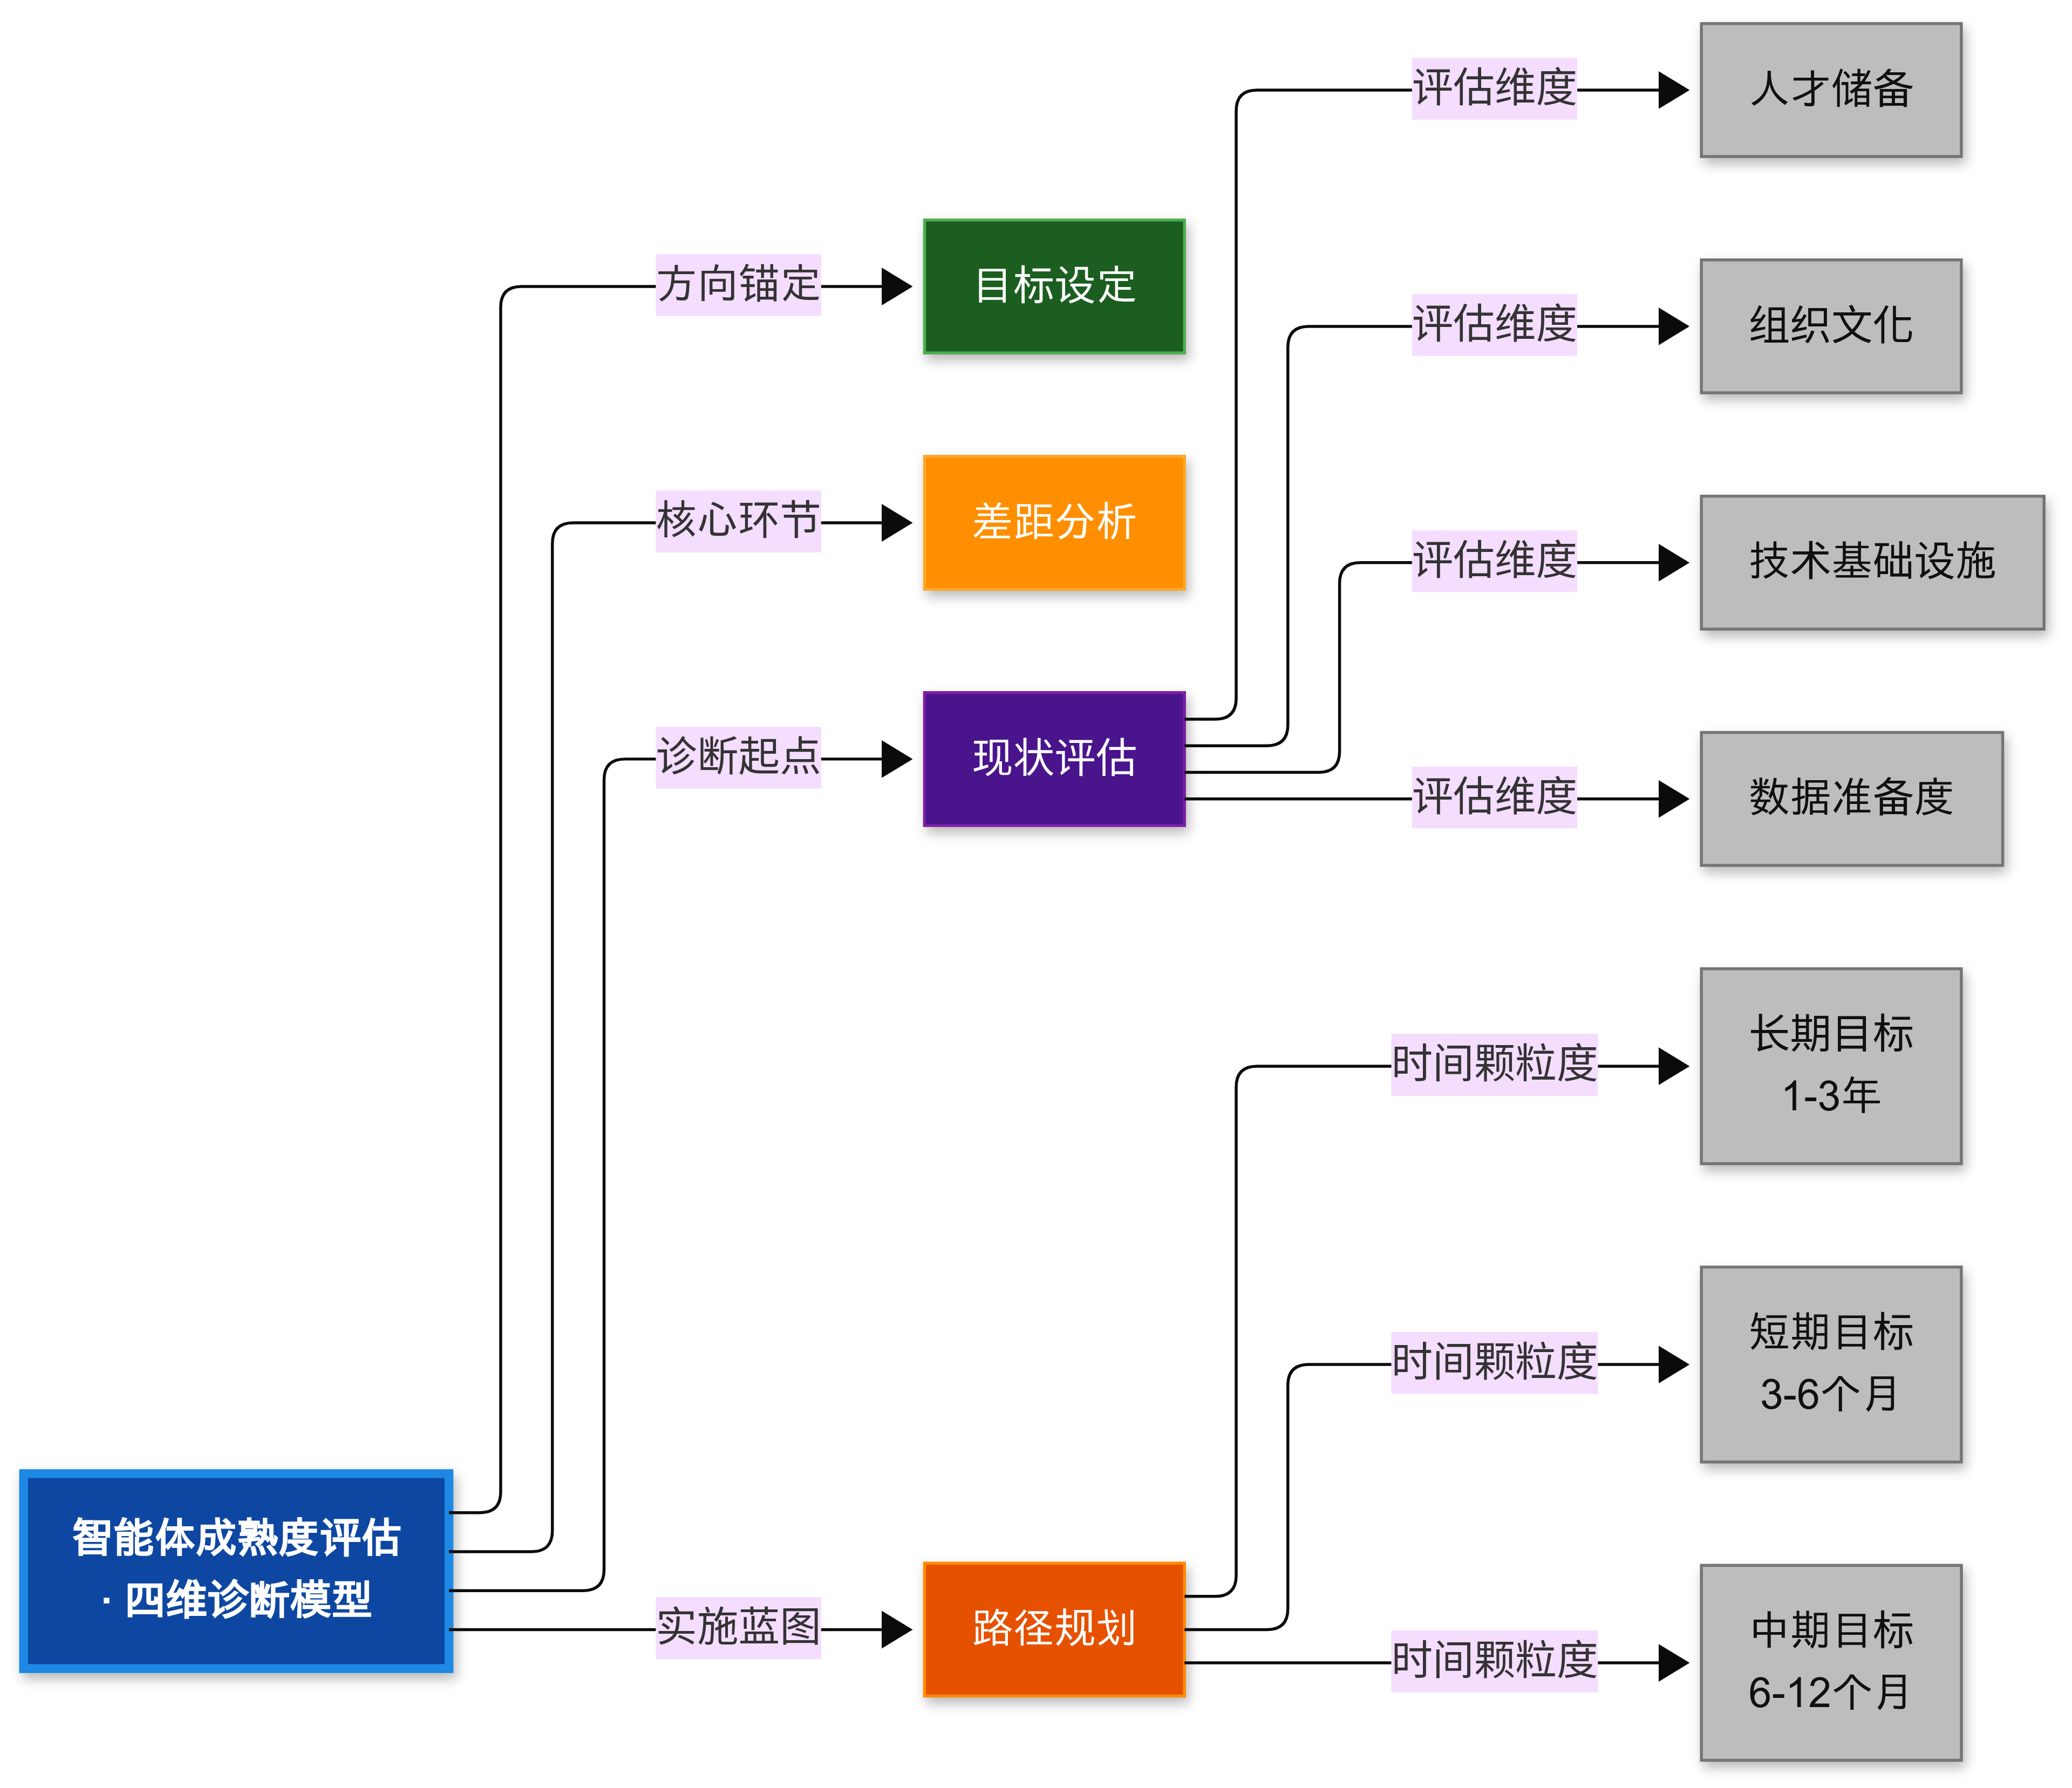 评估维度
人才储备
方向锚定
目标设定
评估维度
组织文化
核心环节
差距分析
评估维度
技术基础设施
诊断起点
现状评估
评估维度
数据准备度
时间颗粒度
长期目标
1-3年
时间颗粒度
短期目标
3-6个月
智能体成熟度评估
· 四维诊断模型
实施蓝图
路径规划
时间颗粒度
中期目标
6-12个月